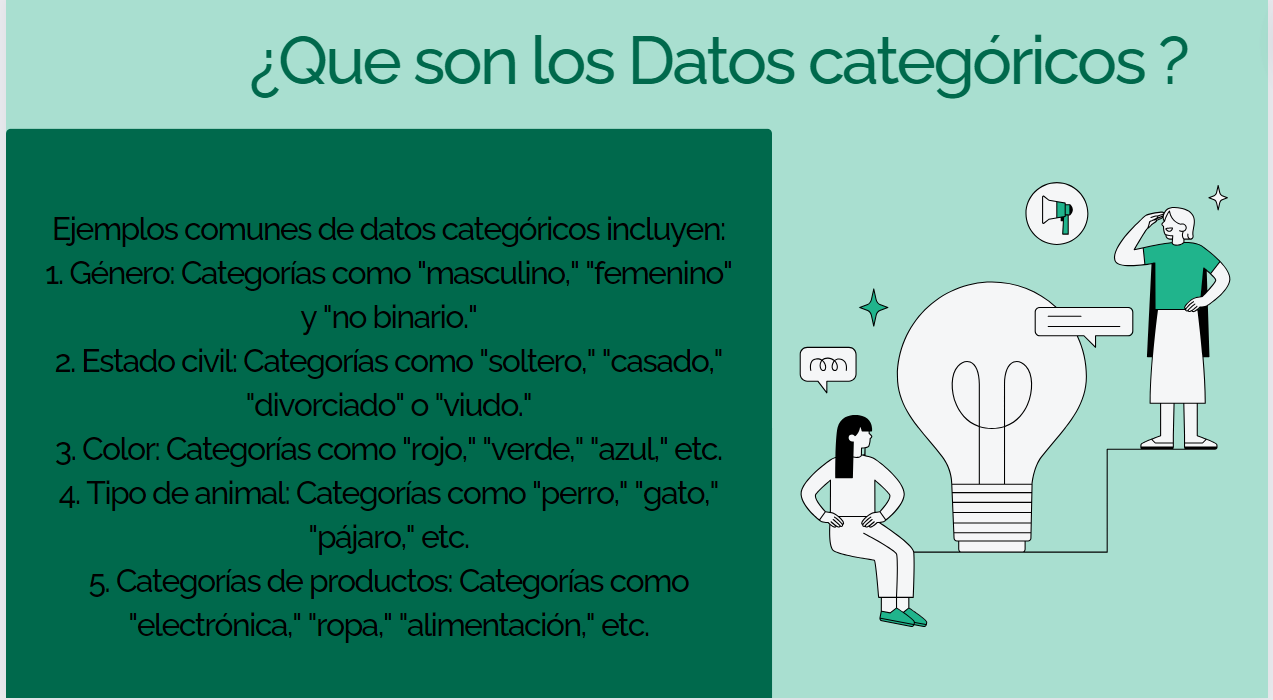 ¿Que son los Datos categóricos ?
Ejemplos comunes de datos categóricos incluyen:
1. Género: Categorías como "masculino," "femenino"
y "no binario."
2. Estado civil: Categorías como "soltero," "casado,"
"divorciado" o "viudo."
3. Color: Categorías como "rojo," "verde," "azul," etc.
4. Tipo de animal: Categorías como "perro," "gato,"
"pájaro," etc.
5. Categorías de productos: Categorías como
"electrónica," "ropa," "alimentación," etc.